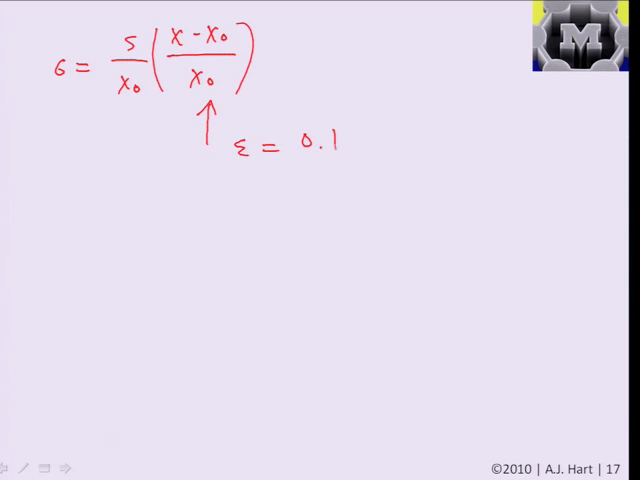 σ = S/x₀ ( (x - x₀)/x₀ )
ε = 0.1
M
©2010 | A.J. Hart | 17